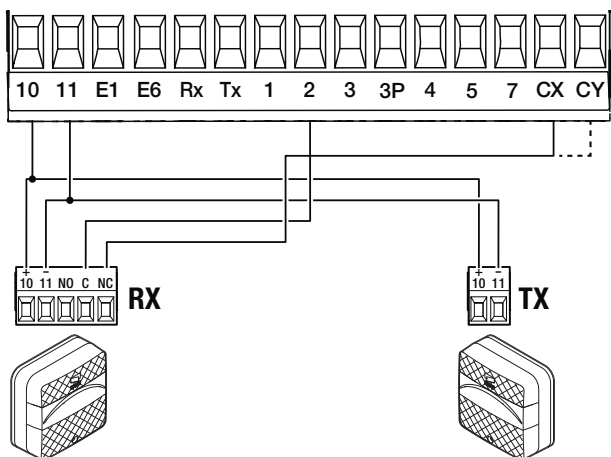 10 11 E1 E6 Rx Tx 1 2 3 3P 4 5 7 CX CY
+ −
10 11 NO C NC
RX
+ −
10 11
TX